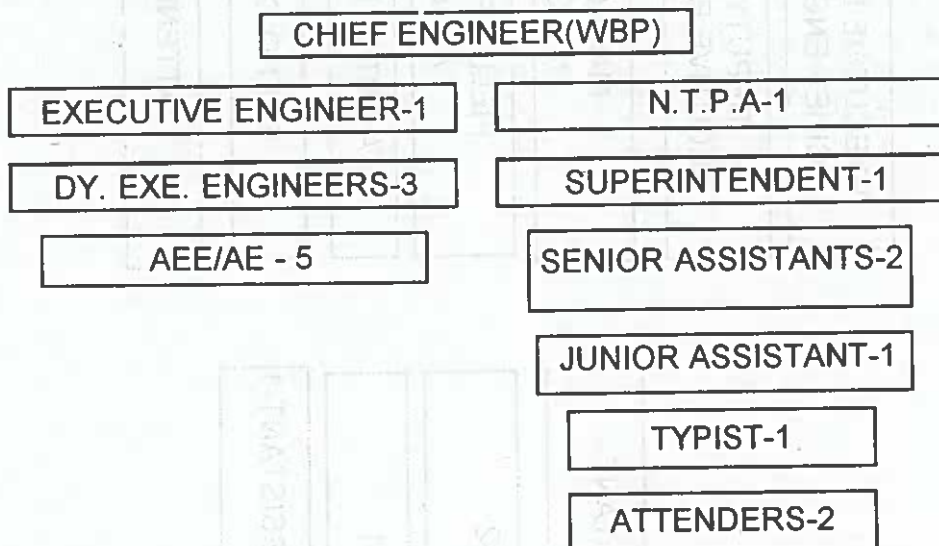 CHIEF ENGINEER(WBP)
EXECUTIVE ENGINEER-1
N.T.P.A-1
DY. EXE. ENGINEERS-3
SUPERINTENDENT-1
AEE/AE - 5
SENIOR ASSISTANTS-2
JUNIOR ASSISTANT-1
TYPIST-1
ATTENDERS-2